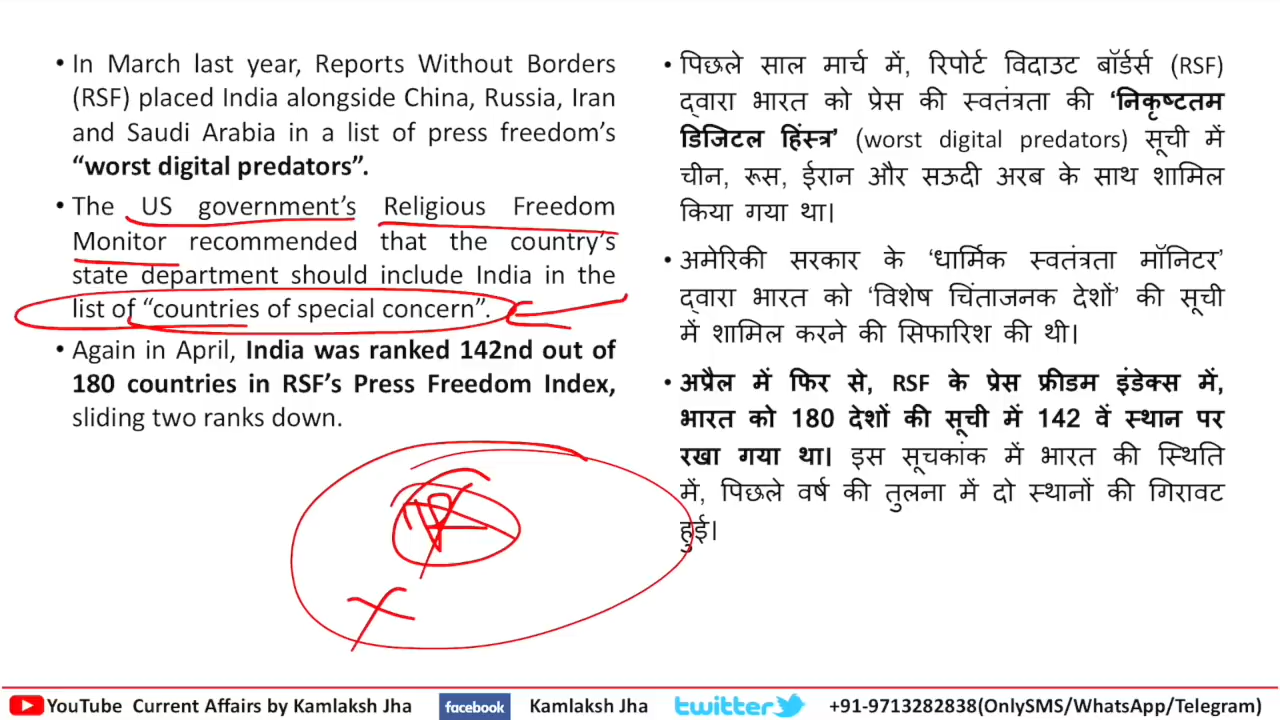 • In March last year, Reports Without Borders
(RSF) placed India alongside China, Russia, Iran
and Saudi Arabia in a list of press freedom's
“worst digital predators”.
• The US government's Religious Freedom
Monitor recommended that the country's
state department should include India in the
list of “countries of special concern”.
• Again in April, India was ranked 142nd out of
180 countries in RSF's Press Freedom Index,
sliding two ranks down.
• पिछले साल मार्च में, रिपोर्ट विदाउट बॉर्डर्स (RSF)
द्वारा भारत को प्रेस की स्वतंत्रता की ‘निकृष्टतम
डिजिटल हिंस्त्र’ (worst digital predators) सूची में
चीन, रूस, ईरान और सऊदी अरब के साथ शामिल
किया गया था।
• अमेरिकी सरकार के ‘धार्मिक स्वतंत्रता मॉनिटर’
द्वारा भारत को ‘विशेष चिंताजनक देशों’ की सूची
में शामिल करने की सिफारिश की थी।
• अप्रैल में फिर से, RSF के प्रेस फ्रीडम इंडेक्स में,
भारत को 180 देशों की सूची में 142 वें स्थान पर
रखा गया था। इस सूचकांक में भारत की स्थिति
में, पिछले वर्ष की तुलना में दो स्थानों की गिरावट
हुई।
YouTube Current Affairs by Kamlaksh Jha facebook Kamlaksh Jha twitter +91-9713282838(OnlySMS/WhatsApp/Telegram)